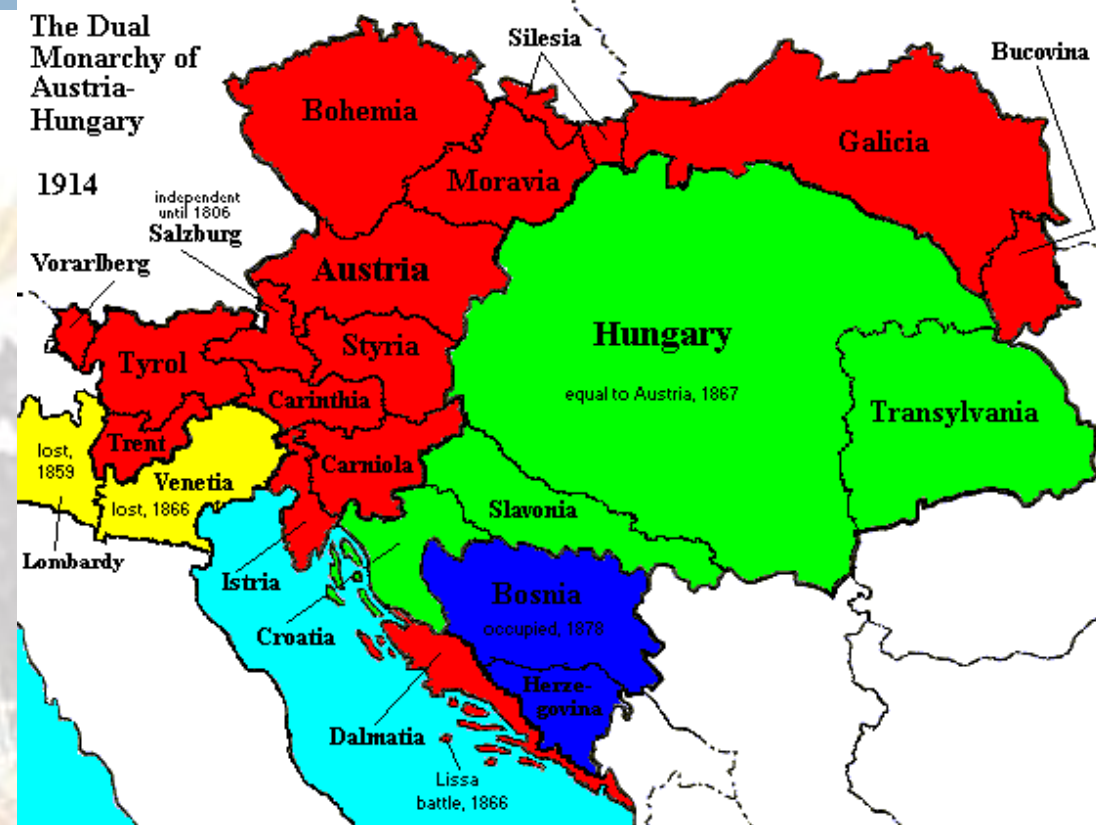 The Dual
Monarchy of
Austria-
Hungary
1914
Silesia
Bucovina
Bohemia
Galicia
Moravia
independent
until 1806
Salzburg
Vorarlberg
Austria
Hungary
equal to Austria, 1867
Styria
Tyrol
Carinthia
Transylvania
Trent
Carniola
lost,
1859
Venetia
lost, 1866
Slavonia
Lombardy
Istria
Bosnia
occupied, 1878
Croatia
Herze-
govina
Dalmatia
Lissa
battle, 1866